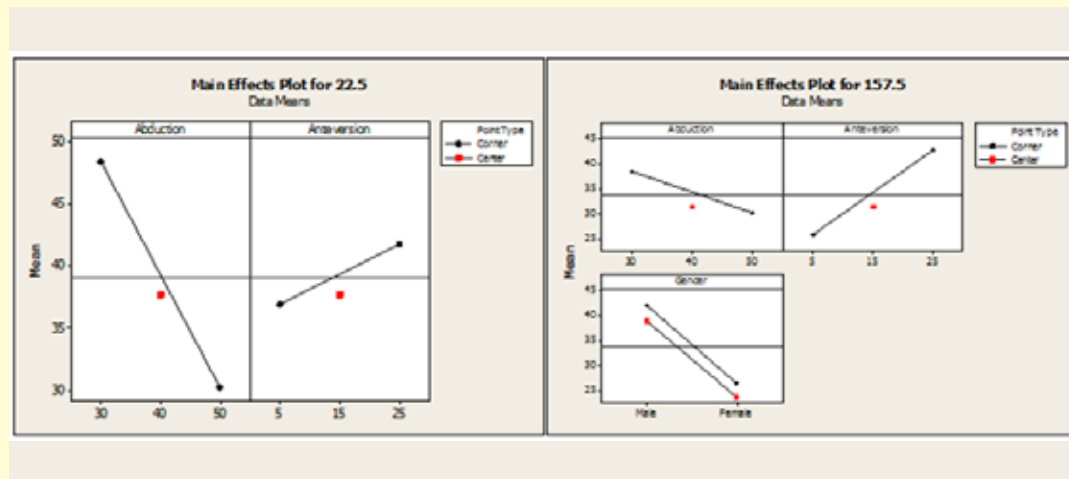 Main Effects Plot for 22.5
Data Means
Abduction Anteversion
Point Type
Corner
Center
Mean
50
45
40
35
30
30 40 50 5 15 25
Main Effects Plot for 157.5
Data Means
Abduction Anteversion
Point Type
Corner
Center
Mean
45
40
35
30
25
30 40 50 5 15 25
Gender
45
40
35
30
25
Male Female